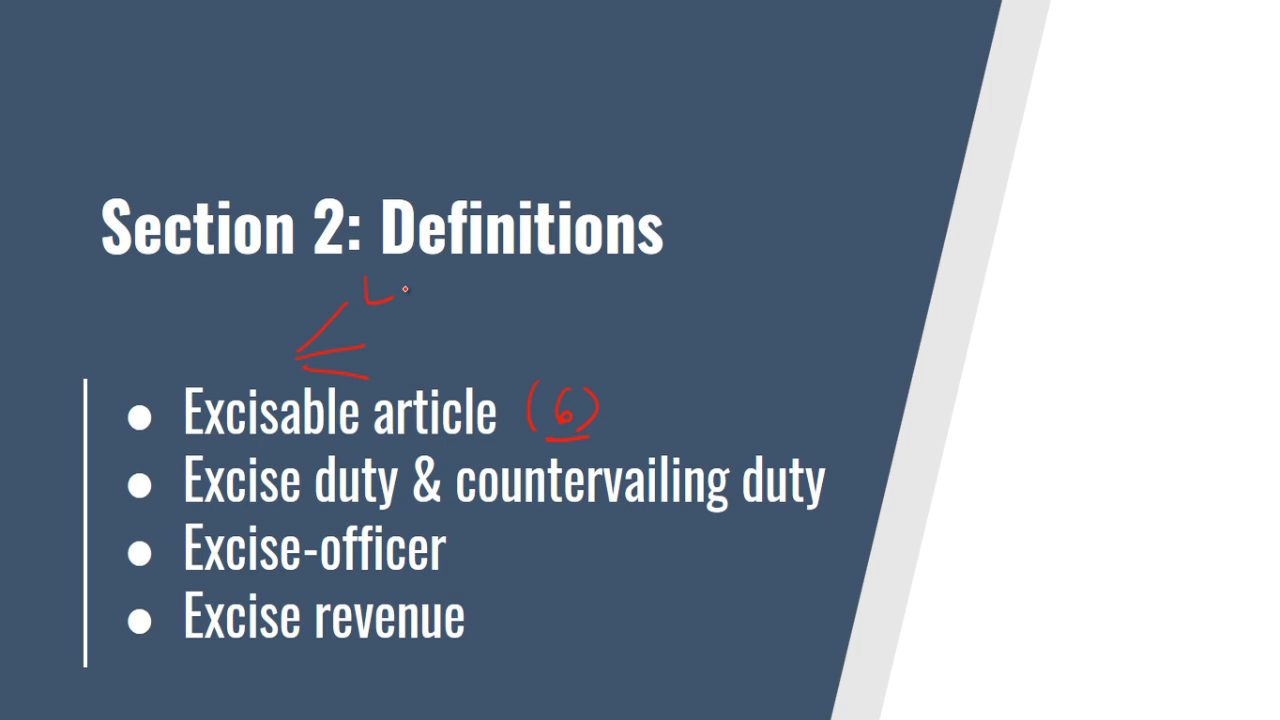 Section 2: Definitions
● Excisable article (6)
● Excise duty & countervailing duty
● Excise-officer
● Excise revenue